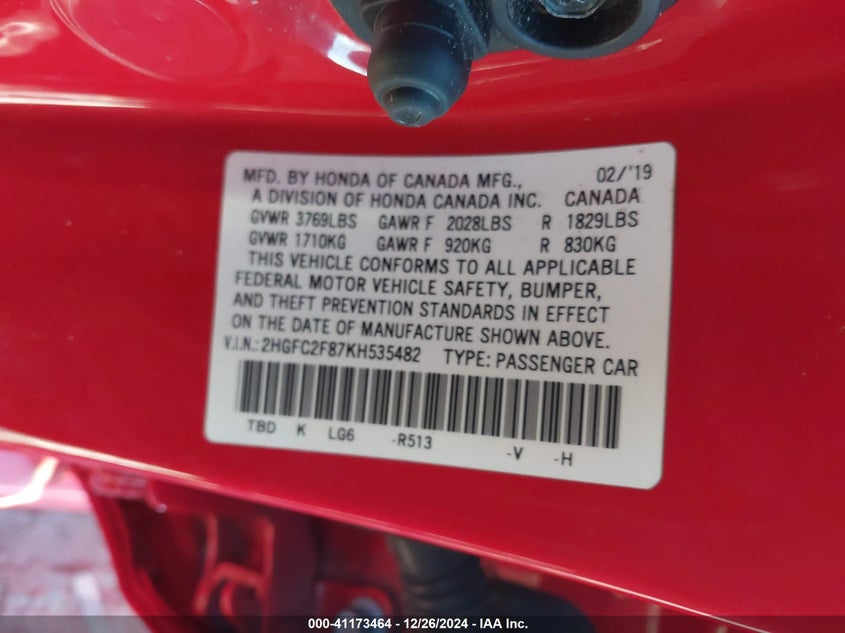 MFD. BY HONDA OF CANADA MFG., 02/'19
A DIVISION OF HONDA CANADA INC. CANADA
GVWR 3769LBS GAWR F 2028LBS R 1829LBS
GVWR 1710KG GAWR F 920KG R 830KG
THIS VEHICLE CONFORMS TO ALL APPLICABLE
FEDERAL MOTOR VEHICLE SAFETY, BUMPER,
AND THEFT PREVENTION STANDARDS IN EFFECT
ON THE DATE OF MANUFACTURE SHOWN ABOVE.
V.I.N.: 2HGFC2F87KH535482 TYPE: PASSENGER CAR
TBD K LG6 -R513 -V -H
000-41173464 - 12/26/2024 - IAA Inc.